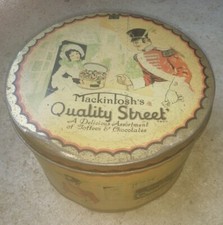 Mackintosh's
"Quality Street"
A Delicious Assortment
of Toffees & Chocolates